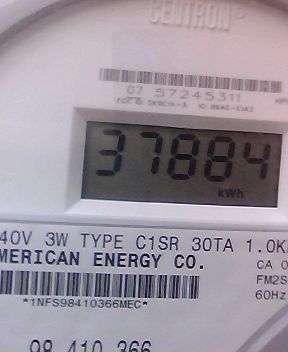 CENTRON®
07 57245311
37884
kWh
40V 3W TYPE C1SR 30TA 1.0K
MERICAN ENERGY CO.
CA 0
FM2S
60Hz
*1NFS98410366MEC*
98 410 366